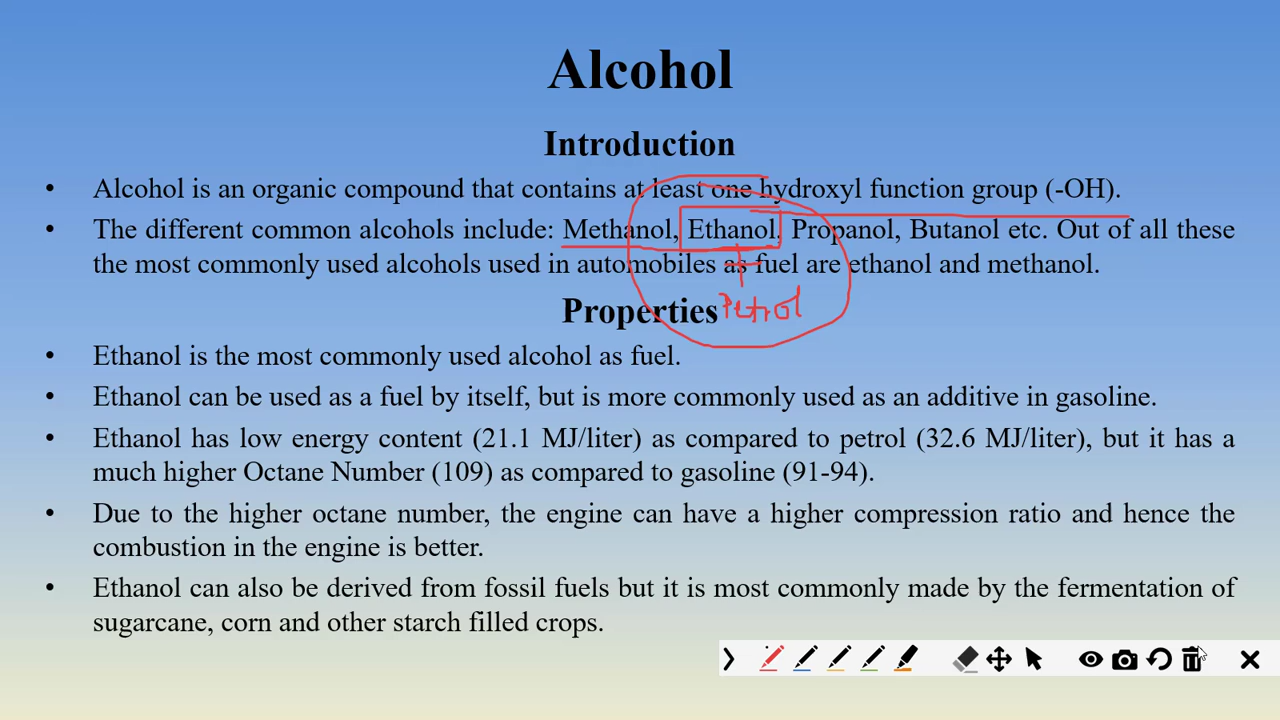 Alcohol
Introduction
• Alcohol is an organic compound that contains at least one hydroxyl function group (-OH).
• The different common alcohols include: Methanol, Ethanol, Propanol, Butanol etc. Out of all these
the most commonly used alcohols used in automobiles as fuel are ethanol and methanol.
+
Properties Petrol
• Ethanol is the most commonly used alcohol as fuel.
• Ethanol can be used as a fuel by itself, but is more commonly used as an additive in gasoline.
• Ethanol has low energy content (21.1 MJ/liter) as compared to petrol (32.6 MJ/liter), but it has a
much higher Octane Number (109) as compared to gasoline (91-94).
• Due to the higher octane number, the engine can have a higher compression ratio and hence the
combustion in the engine is better.
• Ethanol can also be derived from fossil fuels but it is most commonly made by the fermentation of
sugarcane, corn and other starch filled crops.